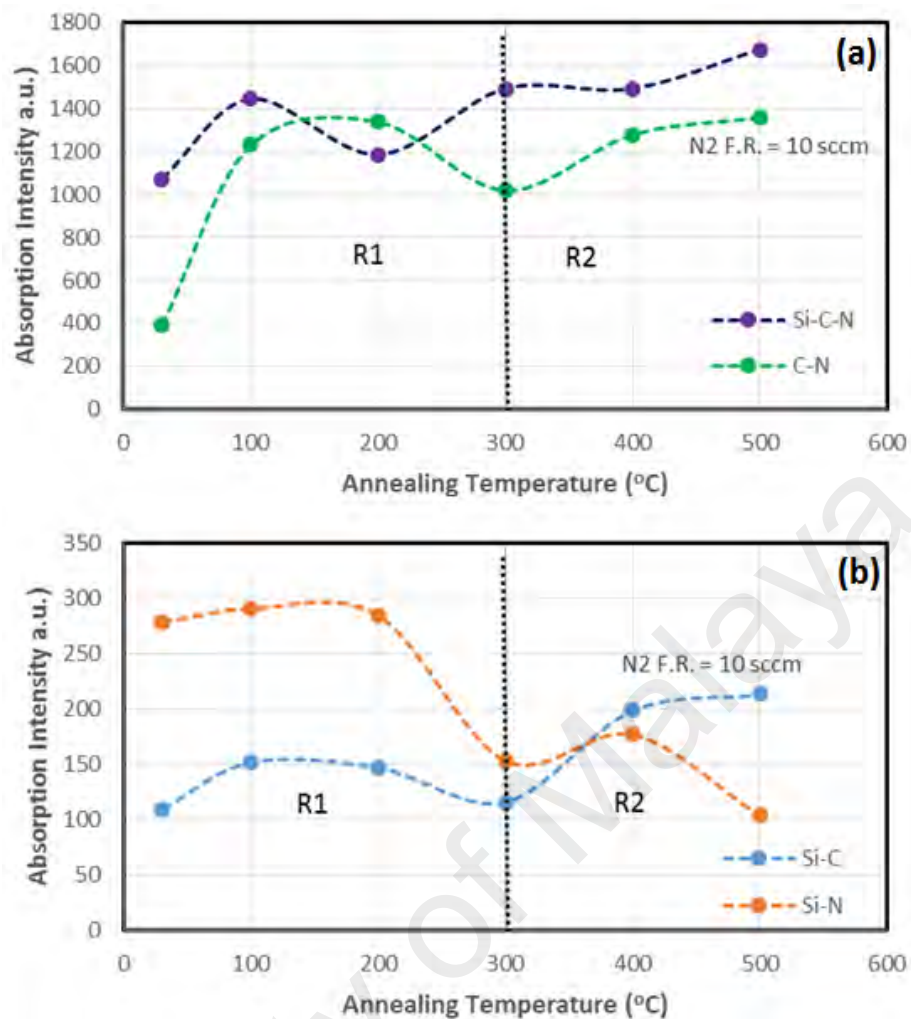 1800
(a)
1600
1400
1200
N2 F.R. = 10 sccm
1000
800
R1
R2
600
400
Si-C-N
200
C-N
0
0 100 200 300 400 500 600
Absorption Intensity a.u.
Annealing Temperature (°C)
350
(b)
300
250
N2 F.R. = 10 sccm
200
150
R1
R2
100
Si-C
50
Si-N
0
0 100 200 300 400 500 600
Absorption Intensity a.u.
Annealing Temperature (°C)
of Malaya